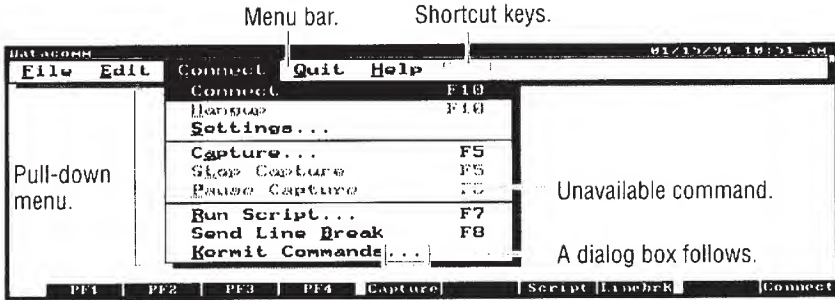 Menu bar. Shortcut keys.
Datacomm 01/15/94 10:51 AM
File Edit Connect Quit Help
Connect F10
Hangup F10
Settings...
Capture... F5
Stop Capture F5
Pause Capture F6
Run Script... F7
Send Line Break F8
Kermit Commands...
Pull-down
menu.
Unavailable command.
A dialog box follows.
PF1 PF2 PF3 PF4 Capture Script LineBrk Connect